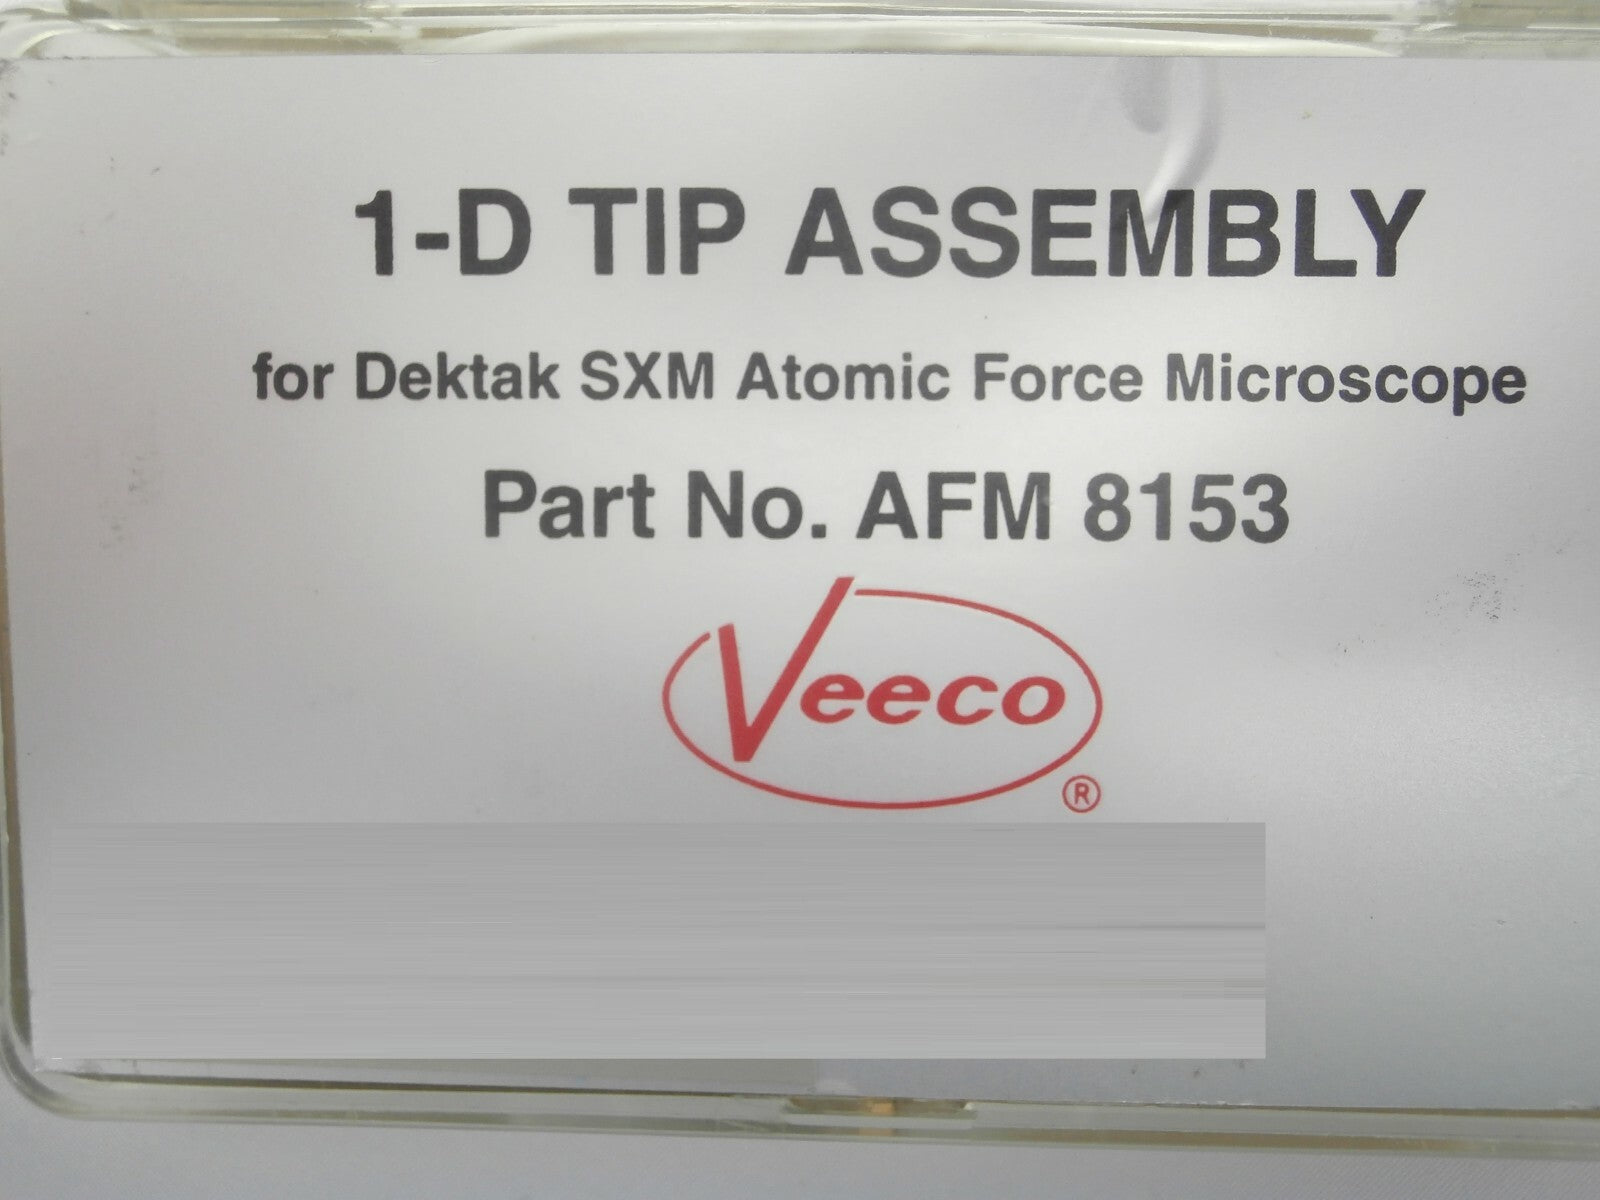 1-D TIP ASSEMBLY
for Dektak SXM Atomic Force Microscope
Part No. AFM 8153
Veeco
®